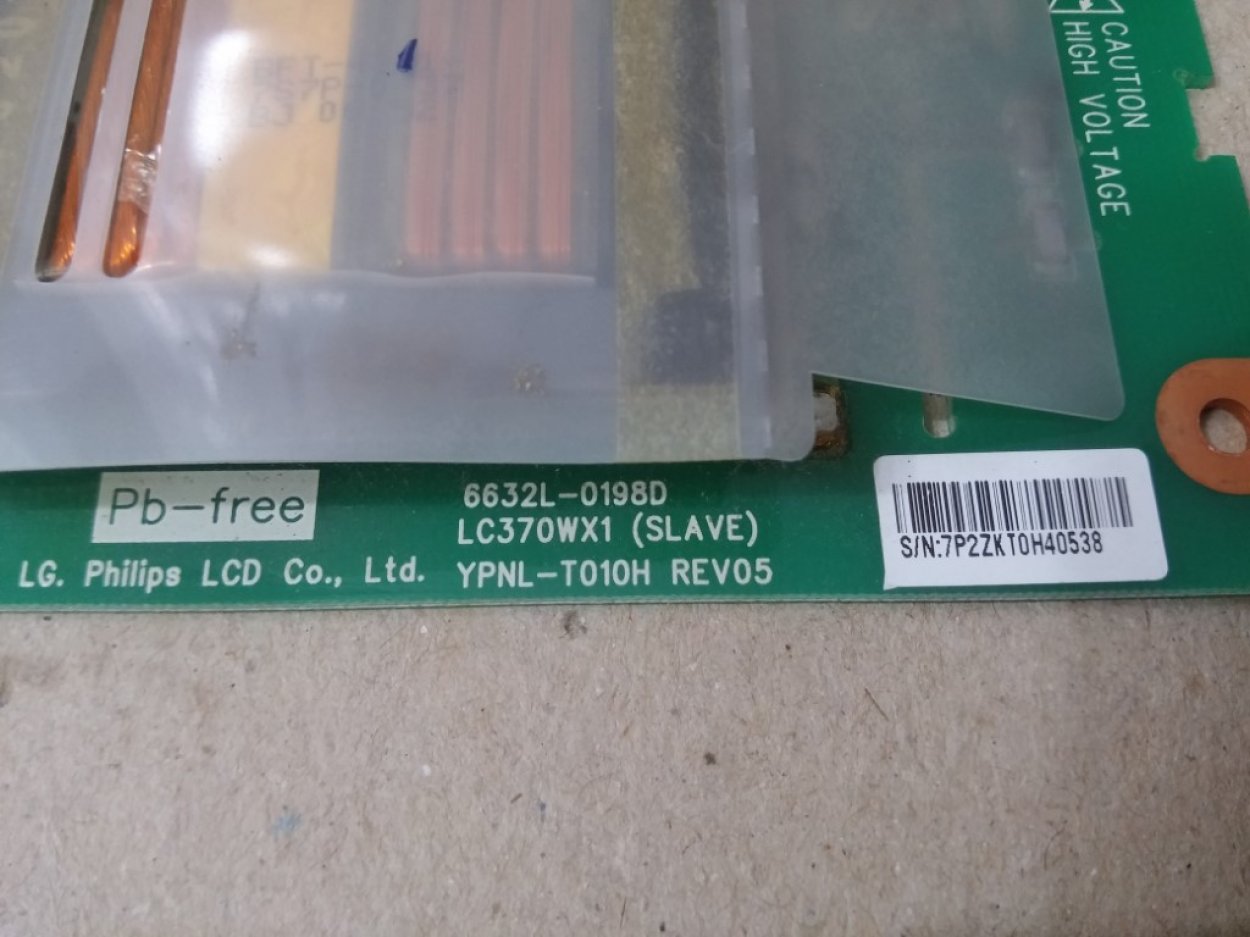 CAUTION
HIGH VOLTAGE
Pb-free
6632L-0198D
LC370WX1 (SLAVE)
LG. Philips LCD Co., Ltd.
YPNL-T010H REV05
S/N:7P2ZKT0H40538